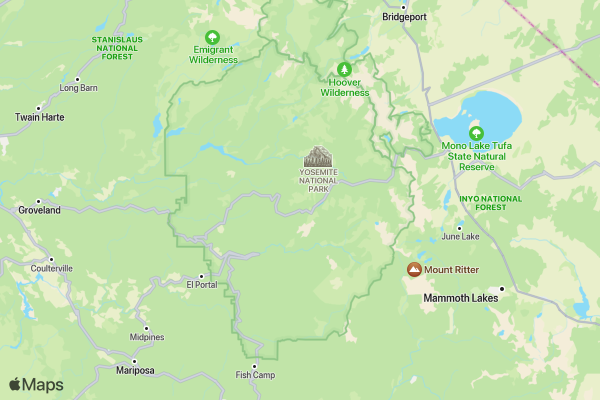 Bridgeport
STANISLAUS
NATIONAL
FOREST
Emigrant
Wilderness
Long Barn
Hoover
Wilderness
Twain Harte
Mono Lake Tufa
State Natural
Reserve
YOSEMITE
NATIONAL
PARK
INYO NATIONAL
FOREST
Groveland
June Lake
Coulterville
Mount Ritter
El Portal
Mammoth Lakes
Midpines
Mariposa
Fish Camp
Maps